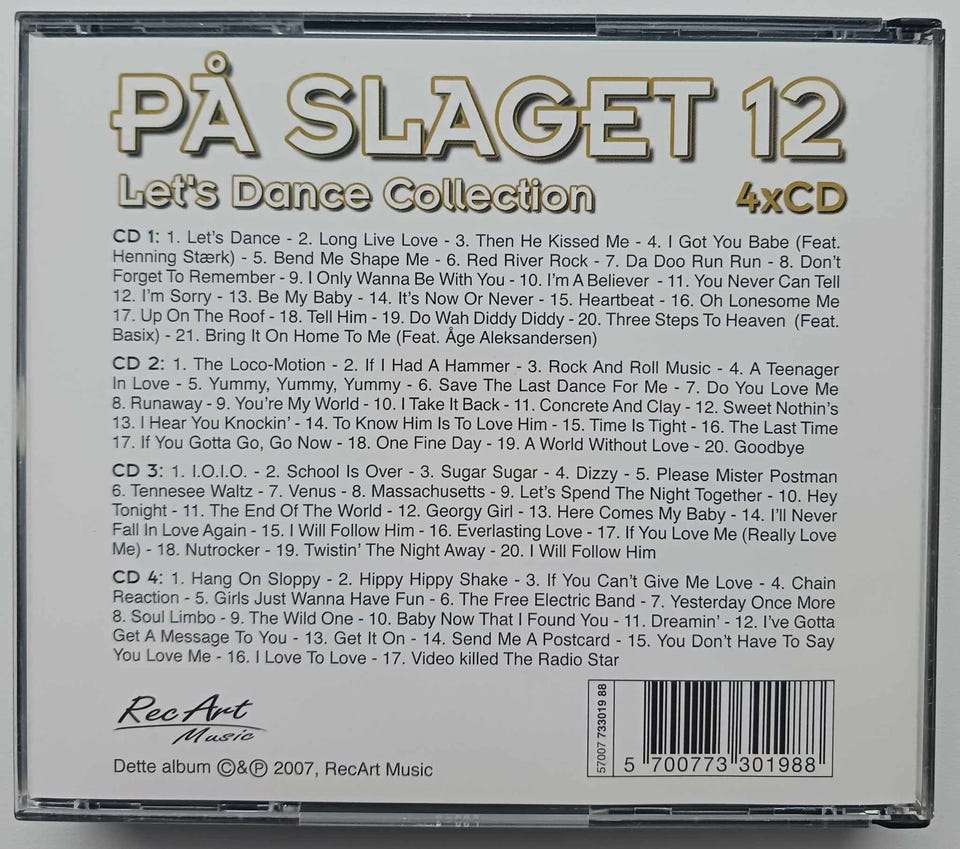 PÅ SLAGET 12
Let's Dance Collection 4xCD
CD 1: 1. Let's Dance - 2. Long Live Love - 3. Then He Kissed Me - 4. I Got You Babe (Feat.
Henning Stærk) - 5. Bend Me Shape Me - 6. Red River Rock - 7. Da Doo Run Run - 8. Don't
Forget To Remember - 9. I Only Wanna Be With You - 10. I'm A Believer - 11. You Never Can Tell
12. I'm Sorry - 13. Be My Baby - 14. It's Now Or Never - 15. Heartbeat - 16. Oh Lonesome Me
17. Up On The Roof - 18. Tell Him - 19. Do Wah Diddy Diddy - 20. Three Steps To Heaven (Feat.
Basix) - 21. Bring It On Home To Me (Feat. Åge Aleksandersen)
CD 2: 1. The Loco-Motion - 2. If I Had A Hammer - 3. Rock And Roll Music - 4. A Teenager
In Love - 5. Yummy, Yummy, Yummy - 6. Save The Last Dance For Me - 7. Do You Love Me
8. Runaway - 9. You're My World - 10. I Take It Back - 11. Concrete And Clay - 12. Sweet Nothin's
13. I Hear You Knockin' - 14. To Know Him Is To Love Him - 15. Time Is Tight - 16. The Last Time
17. If You Gotta Go, Go Now - 18. One Fine Day - 19. A World Without Love - 20. Goodbye
CD 3: 1. I.O.I.O. - 2. School Is Over - 3. Sugar Sugar - 4. Dizzy - 5. Please Mister Postman
6. Tennesee Waltz - 7. Venus - 8. Massachusetts - 9. Let's Spend The Night Together - 10. Hey
Tonight - 11. The End Of The World - 12. Georgy Girl - 13. Here Comes My Baby - 14. I'll Never
Fall In Love Again - 15. I Will Follow Him - 16. Everlasting Love - 17. If You Love Me (Really Love
Me) - 18. Nutrocker - 19. Twistin' The Night Away - 20. I Will Follow Him
CD 4: 1. Hang On Sloppy - 2. Hippy Hippy Shake - 3. If You Can't Give Me Love - 4. Chain
Reaction - 5. Girls Just Wanna Have Fun - 6. The Free Electric Band - 7. Yesterday Once More
8. Soul Limbo - 9. The Wild One - 10. Baby Now That I Found You - 11. Dreamin' - 12. I've Gotta
Get A Message To You - 13. Get It On - 14. Send Me A Postcard - 15. You Don't Have To Say
You Love Me - 16. I Love To Love - 17. Video killed The Radio Star
RecArt
Music
Dette album ©&℗ 2007, RecArt Music
57007 733019 88
5 700773 301988